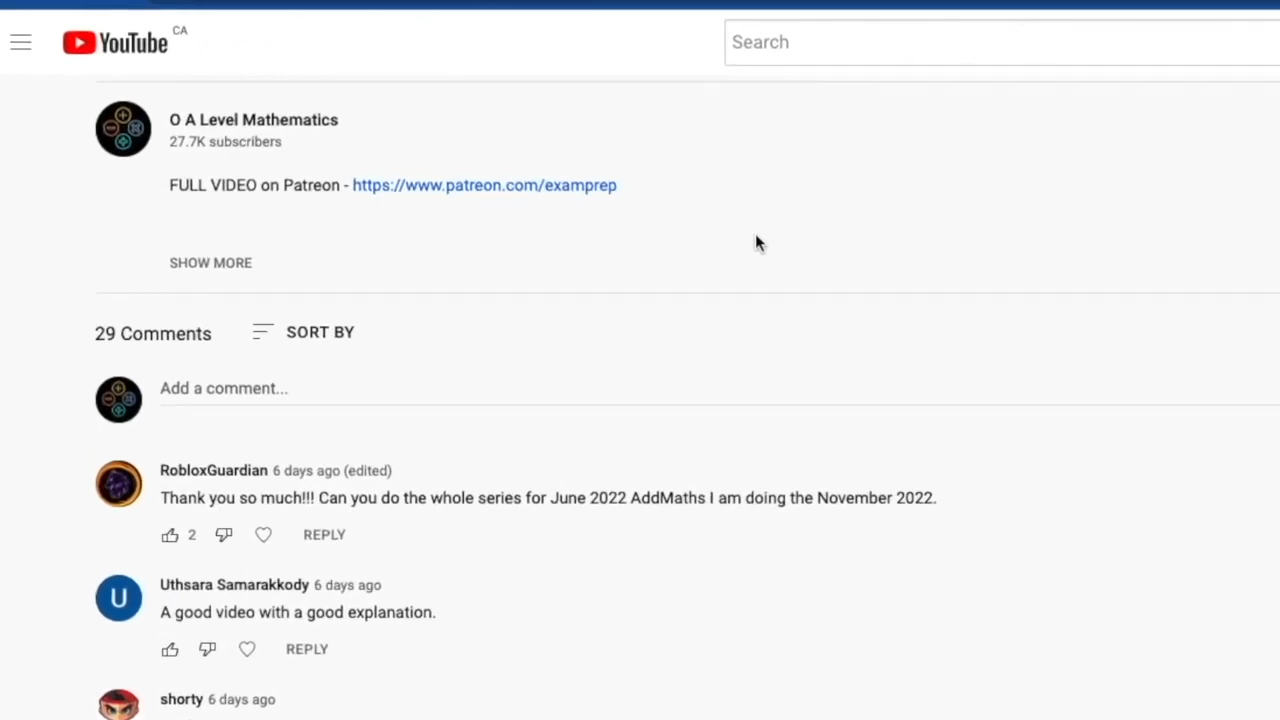 YouTube CA
Search
O A Level Mathematics
27.7K subscribers
FULL VIDEO on Patreon - https://www.patreon.com/examprep
SHOW MORE
29 Comments SORT BY
Add a comment...
RobloxGuardian 6 days ago (edited)
Thank you so much!!! Can you do the whole series for June 2022 AddMaths I am doing the November 2022.
2 REPLY
U
Uthsara Samarakkody 6 days ago
A good video with a good explanation.
REPLY
shorty 6 days ago